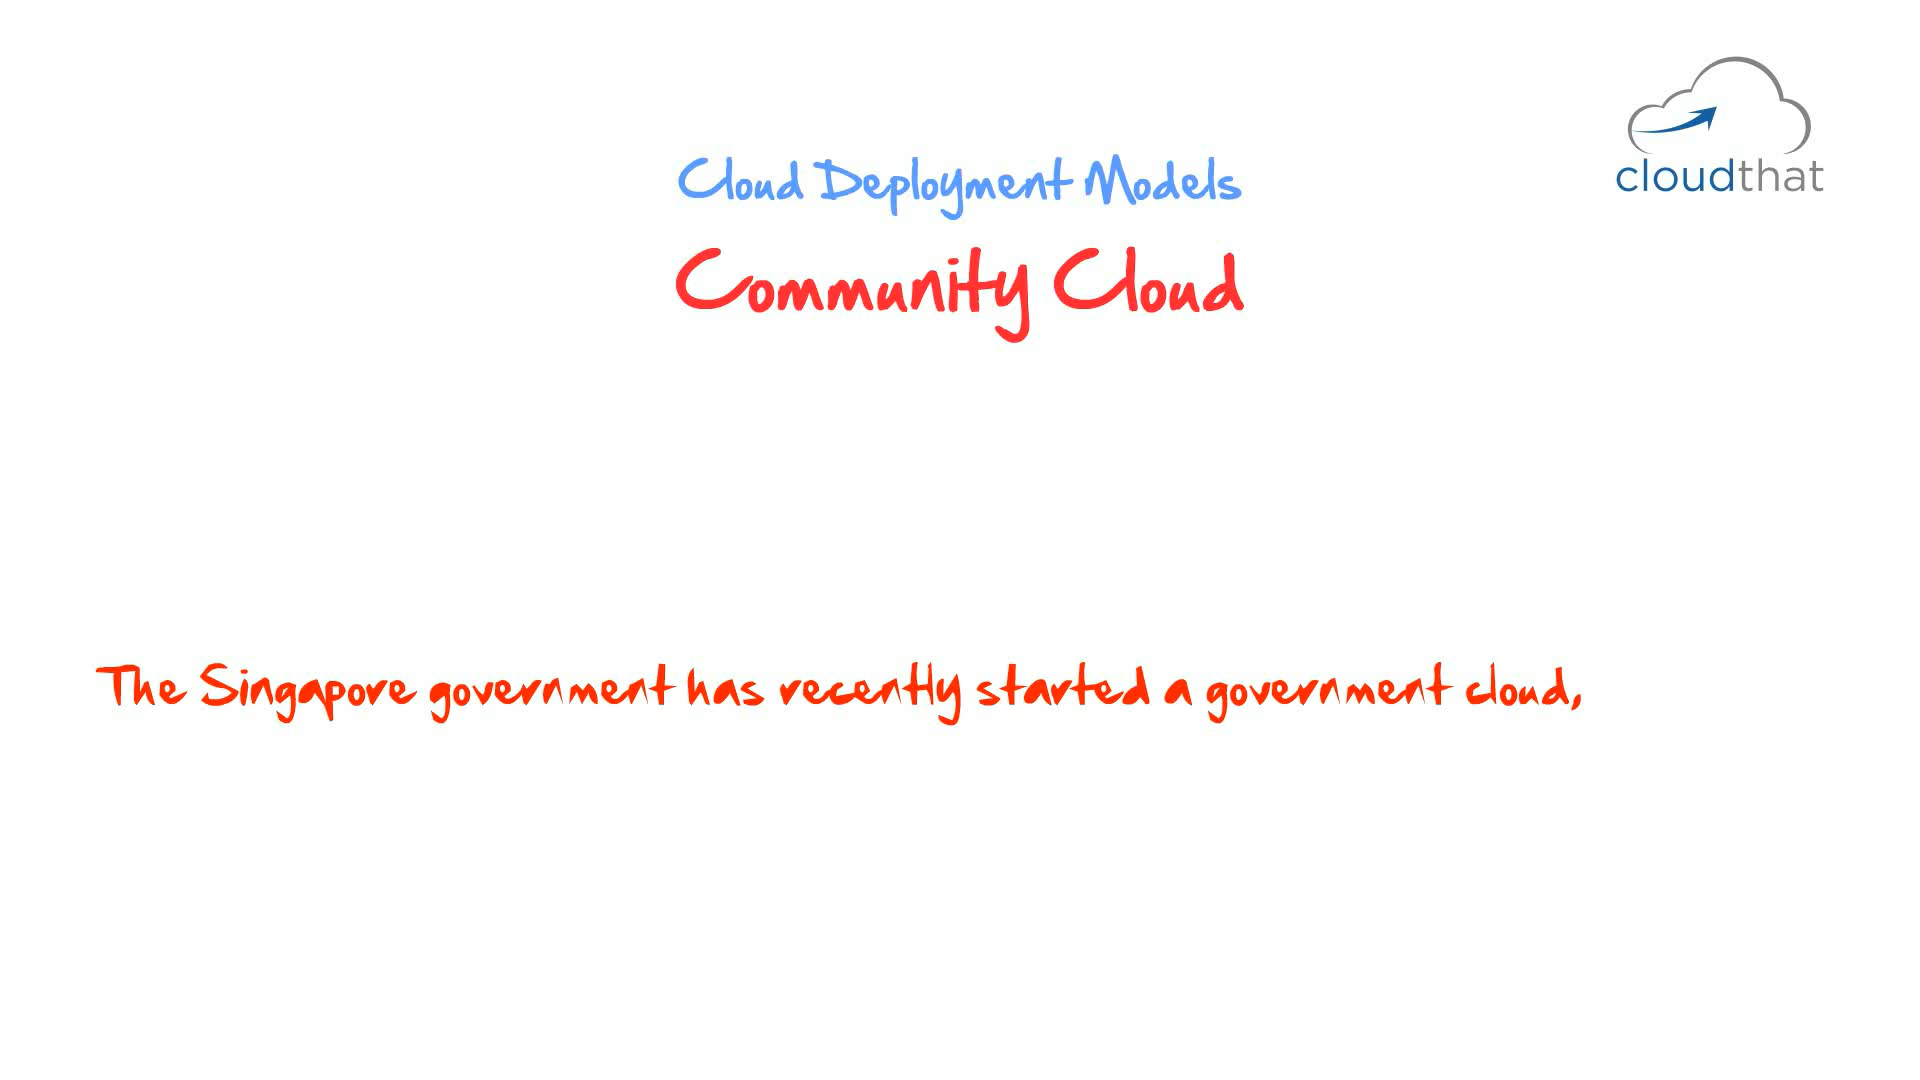 cloudthat
Cloud Deployment Models
Community Cloud
The Singapore government has recently started a government cloud,